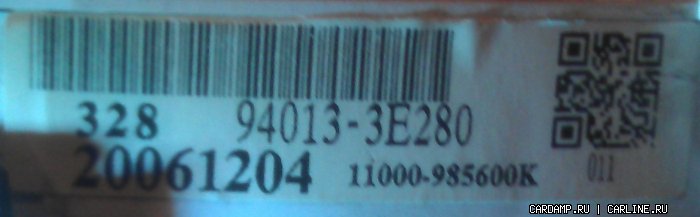 328 94013-3E280
20061204 11000-985600K 011
CARDAMP.RU | CARLINE.RU